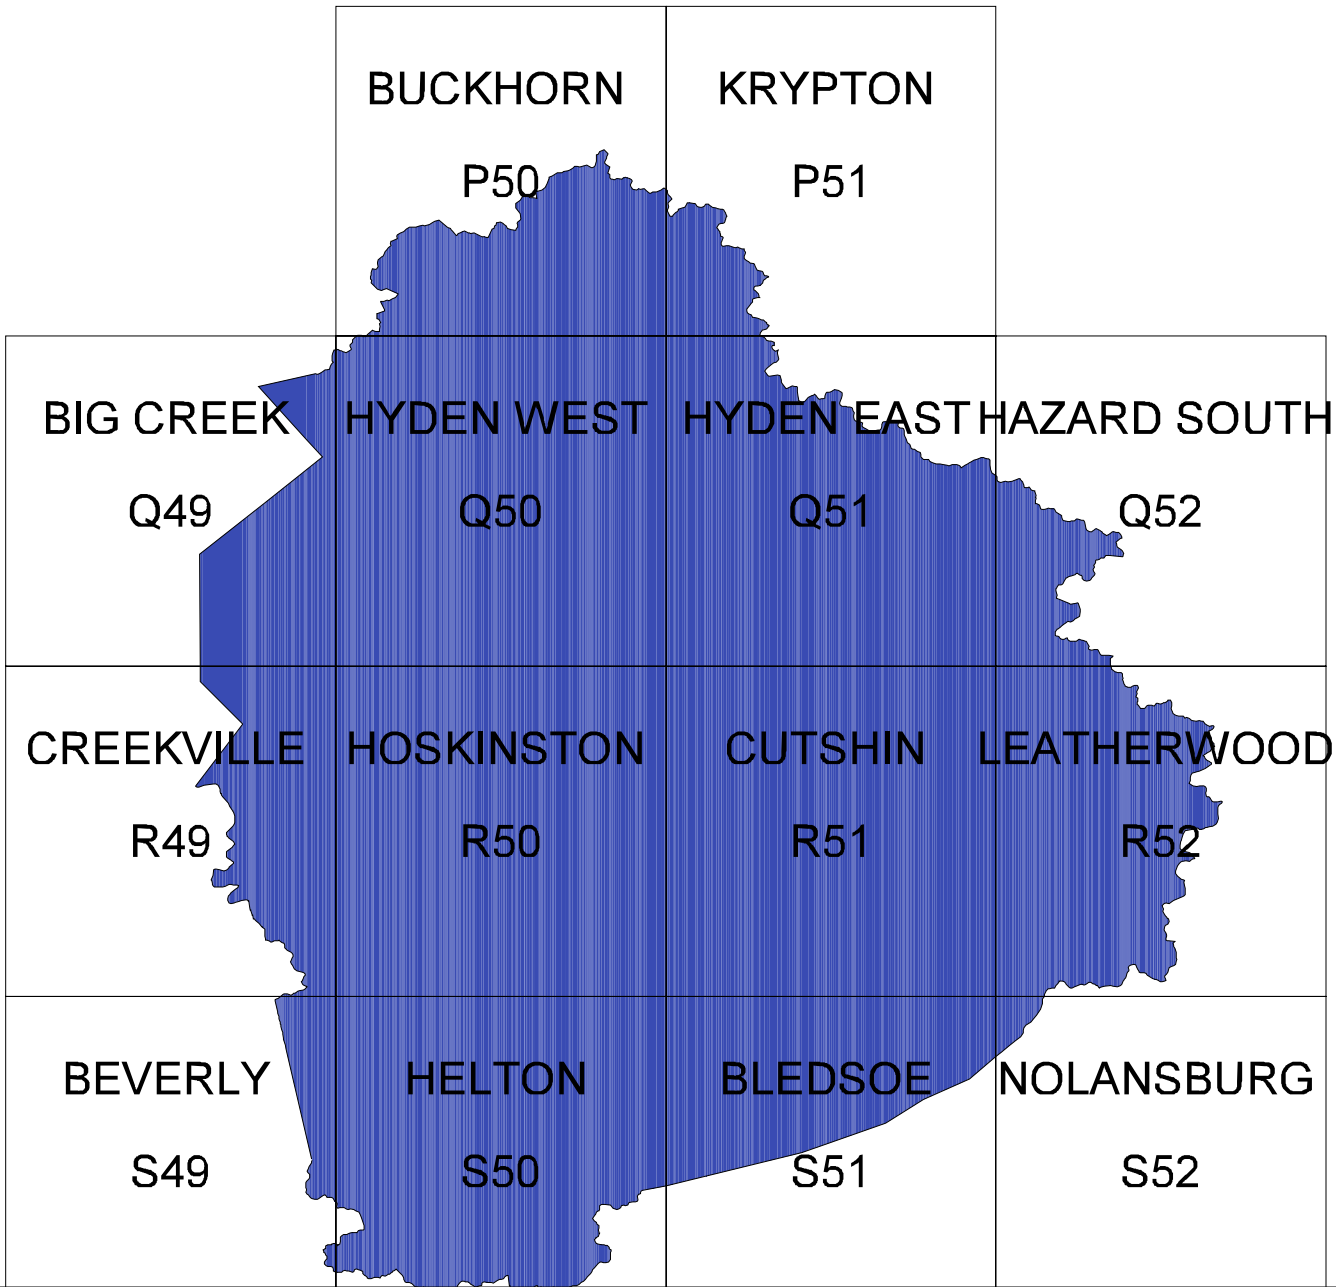 BUCKHORN
P50
KRYPTON
P51
BIG CREEK
Q49
HYDEN WEST
Q50
HYDEN EAST
Q51
HAZARD SOUTH
Q52
CREEKVILLE
R49
HOSKINSTON
R50
CUTSHIN
R51
LEATHERWOOD
R52
BEVERLY
S49
HELTON
S50
BLEDSOE
S51
NOLANSBURG
S52